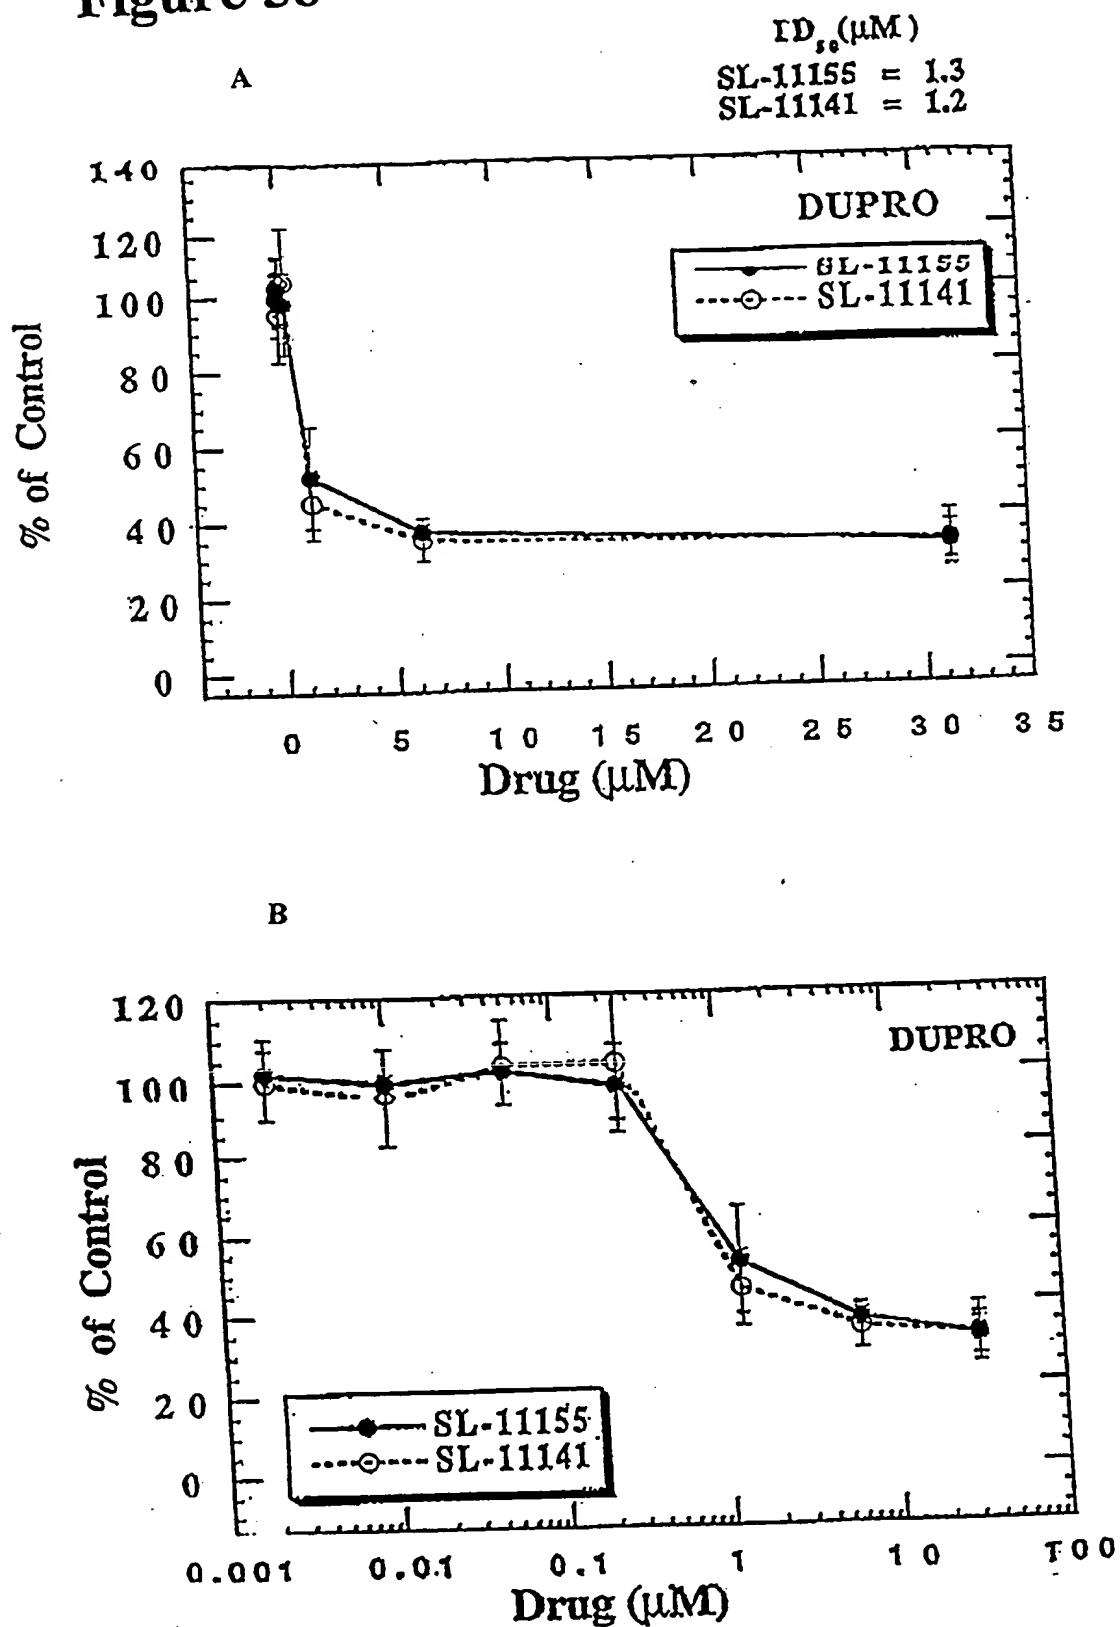 A
ID₅₀(μM)
SL-11155 = 1.3
SL-11141 = 1.2
140
120
100
80
60
40
20
0
% of Control
DUPRO
SL-11155
SL-11141
0 5 10 15 20 25 30 35
Drug (μM)
B
120
100
80
60
40
20
0
% of Control
DUPRO
SL-11155
SL-11141
0.001 0.01 0.1 1 10 100
Drug (μM)